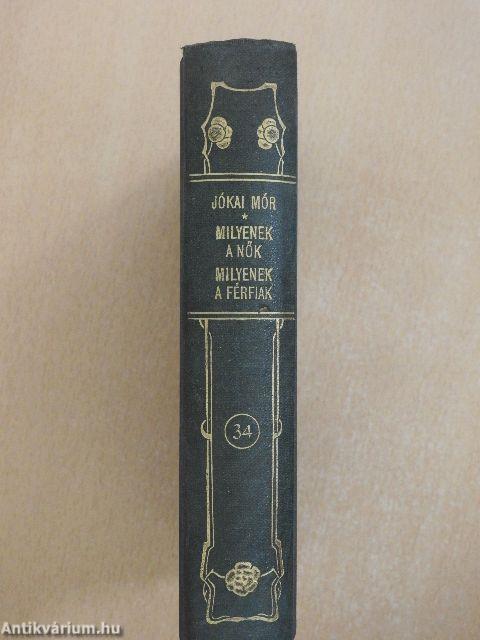 JÓKAI MÓR
*
MILYENEK
A NŐK
MILYENEK
A FÉRFIAK
34
Antikvárium.hu